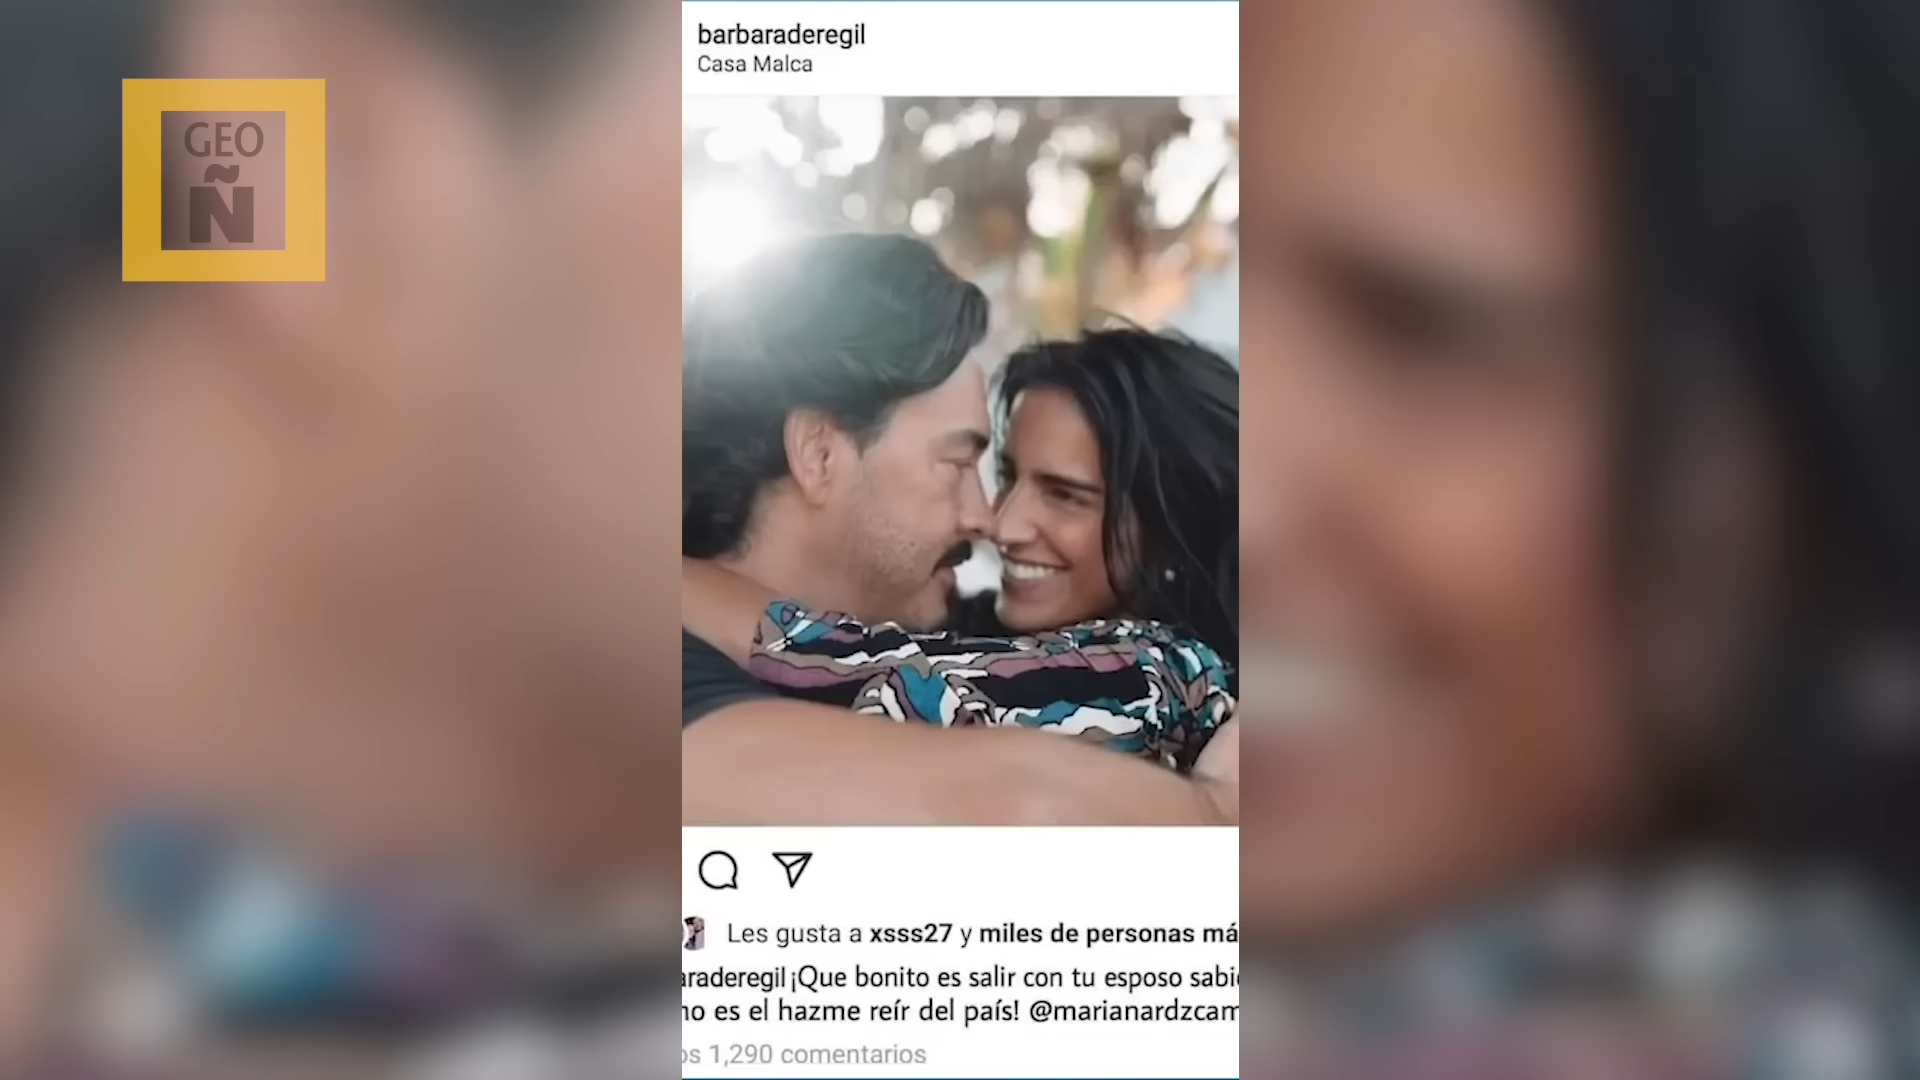 GEO
Ñ
barbaraderegil
Casa Malca
Les gusta a xsss27 y miles de personas má
araderegil ¡Que bonito es salir con tu esposo sabi
no es el hazme reír del país! @marianardzcam
os 1,290 comentarios